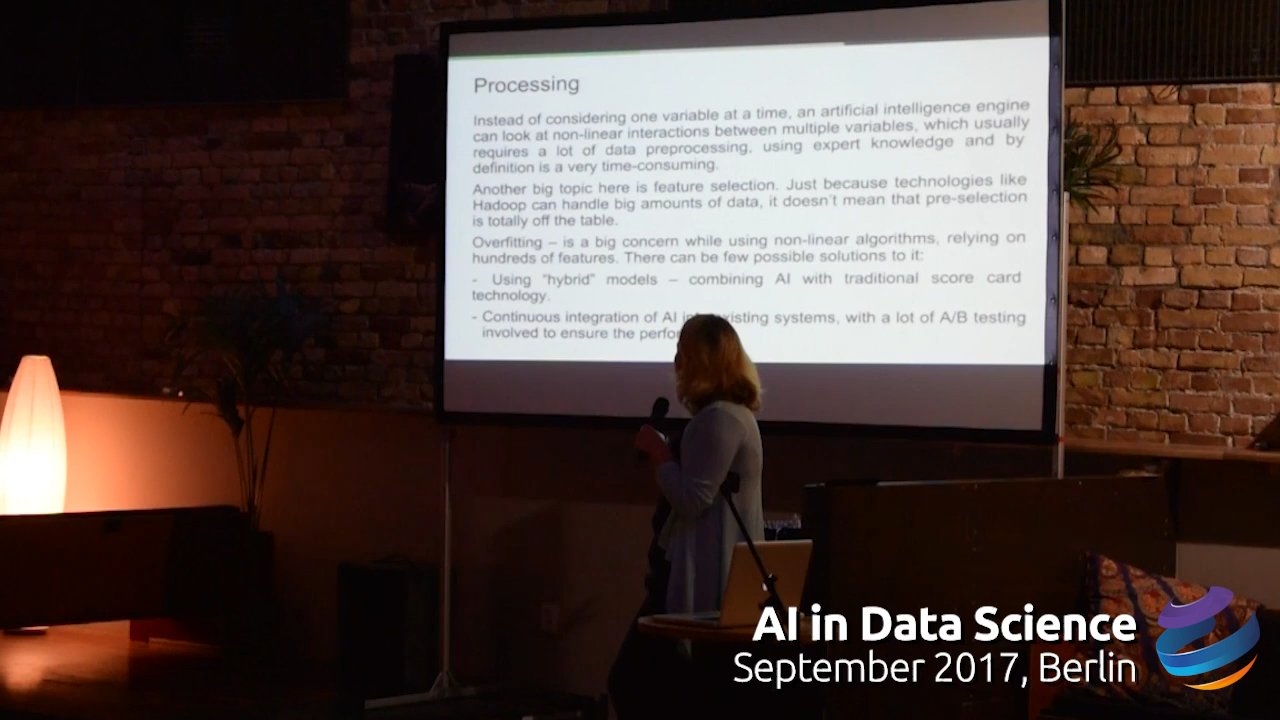 Processing
Instead of considering one variable at a time, an artificial intelligence engine
can look at non-linear interactions between multiple variables, which usually
requires a lot of data preprocessing, using expert knowledge and by
definition is a very time-consuming.
Another big topic here is feature selection. Just because technologies like
Hadoop can handle big amounts of data, it doesn't mean that pre-selection
is totally off the table.
Overfitting – is a big concern while using non-linear algorithms, relying on
hundreds of features. There can be few possible solutions to it:
- Using "hybrid" models – combining AI with traditional score card
technology.
- Continuous integration of AI systems, with a lot of A/B testing
involved to ensure the
AI in Data Science
September 2017, Berlin